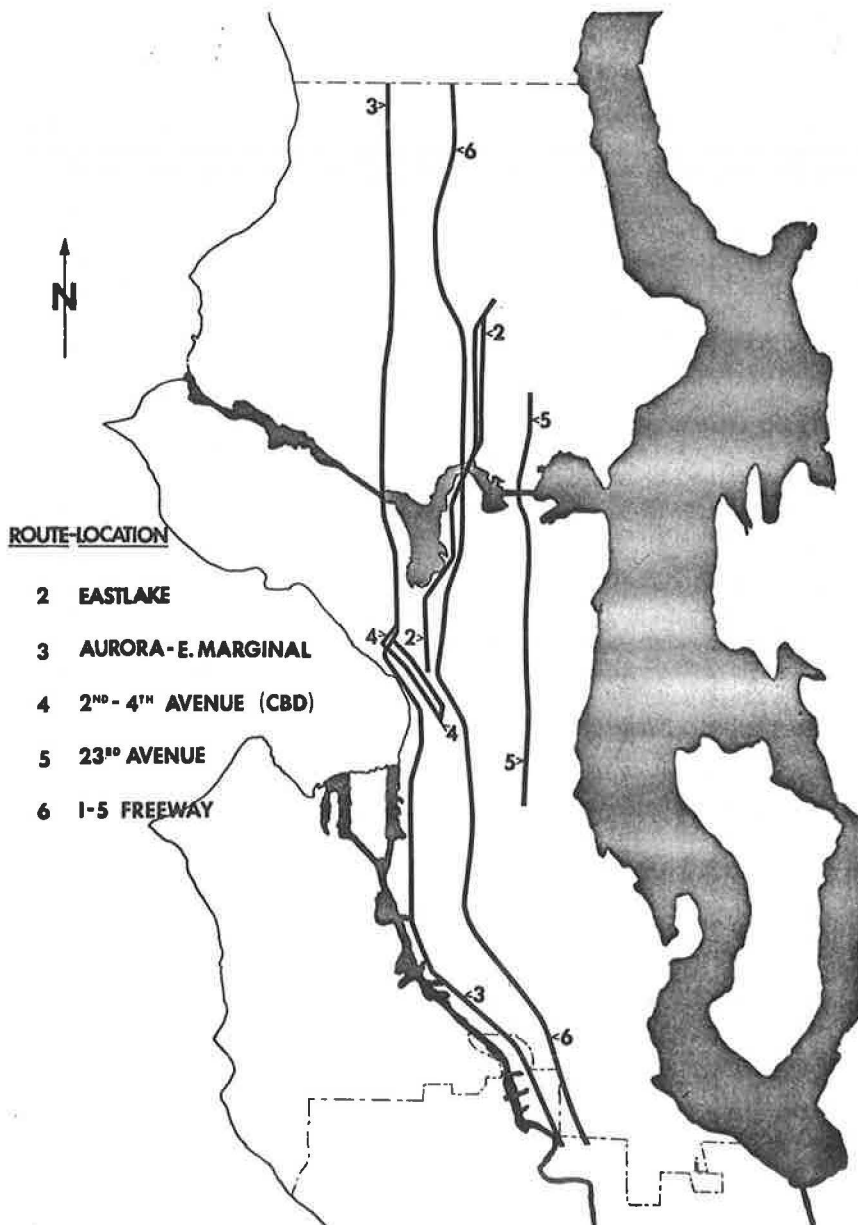 3>
<6
N
<2
<5
ROUTE-LOCATION
2 EASTLAKE
3 AURORA-E. MARGINAL
4 2ND-4TH AVENUE (CBD)
5 23RD AVENUE
6 I-5 FREEWAY
4>
2>
<4
5>
<3
<6